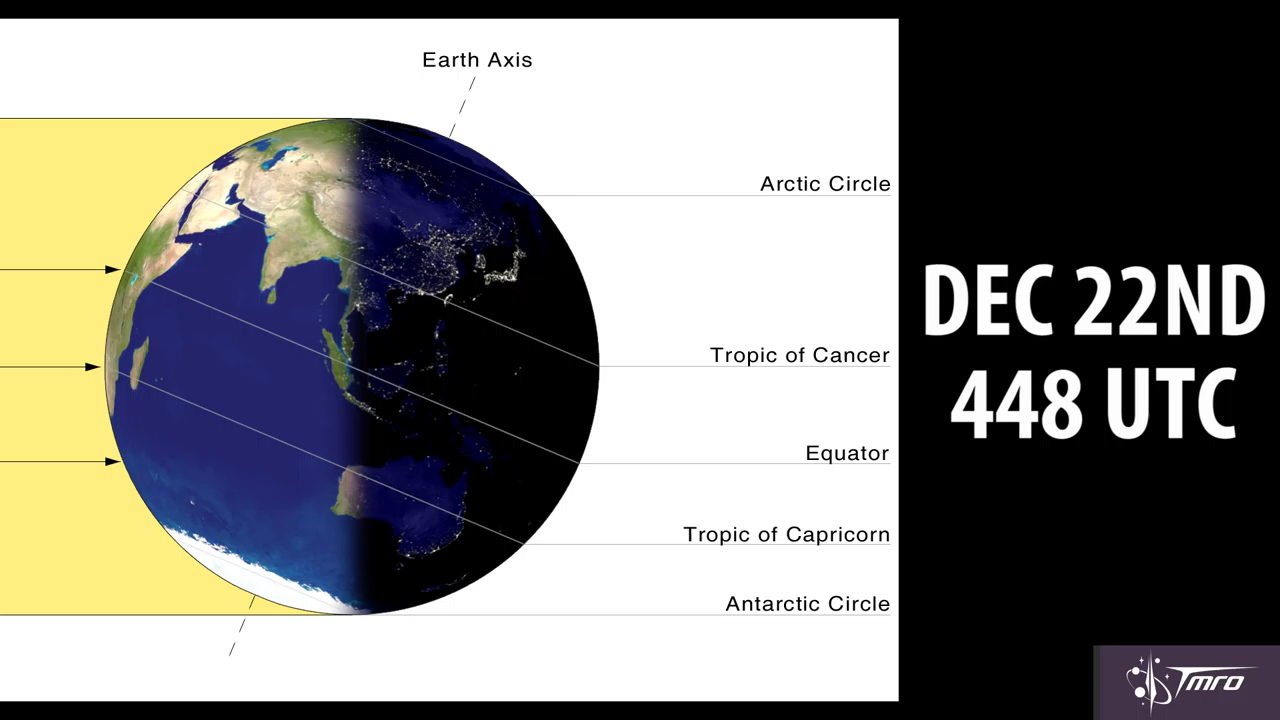 Earth Axis
Arctic Circle
Tropic of Cancer
Equator
Tropic of Capricorn
Antarctic Circle
DEC 22ND
448 UTC
Tmro